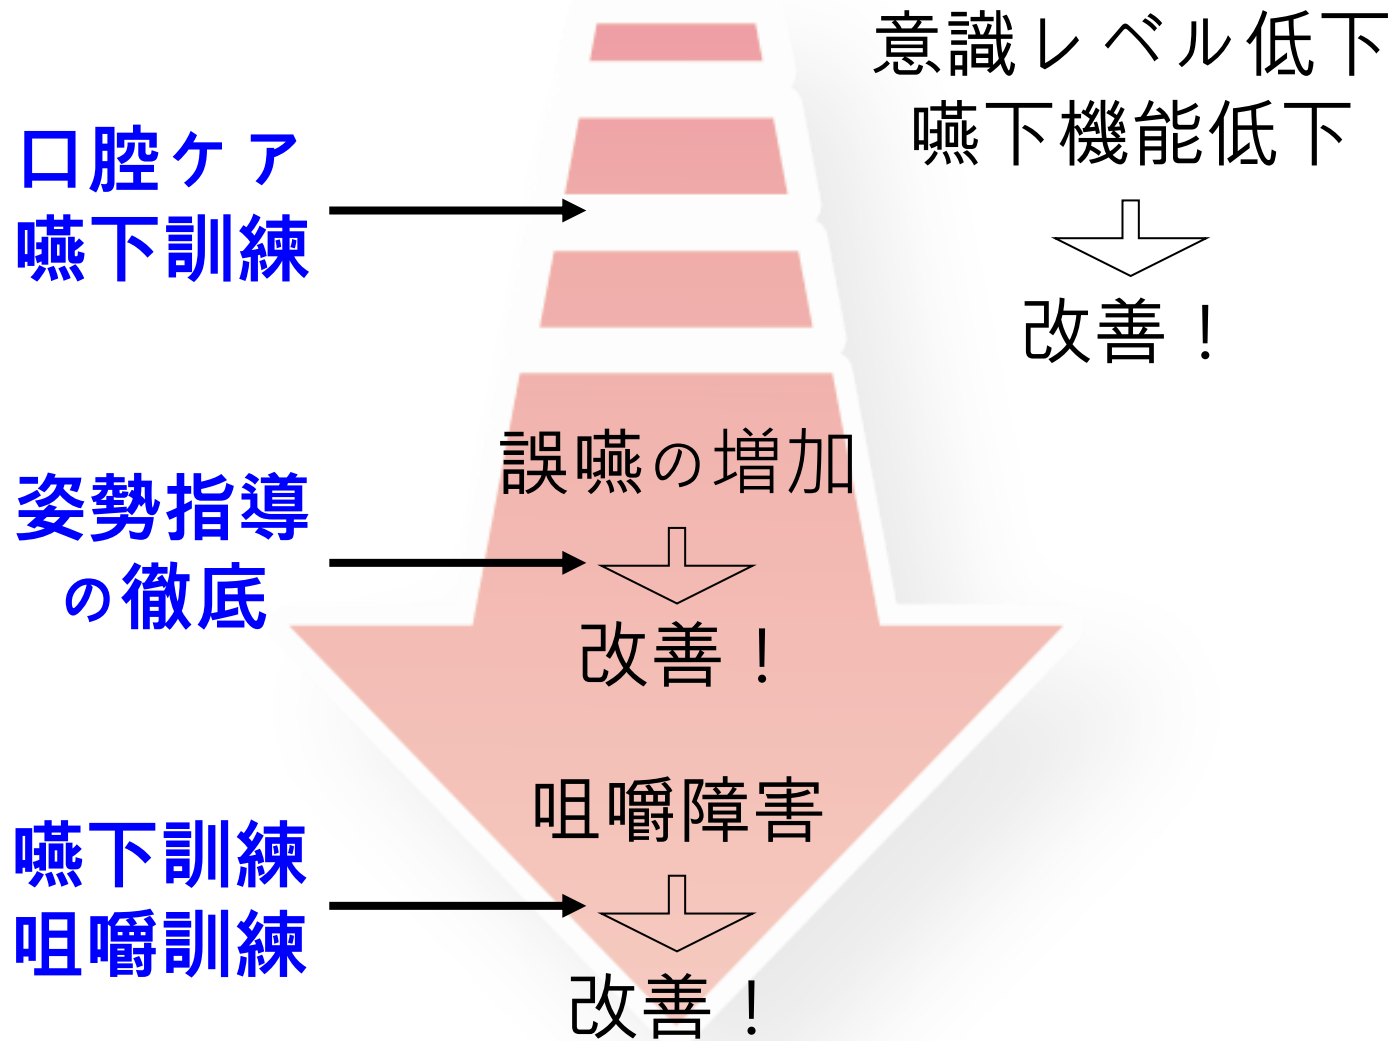 意識レベル低下
嚥下機能低下
改善！
口腔ケア
嚥下訓練
誤嚥の増加
改善！
姿勢指導
の徹底
咀嚼障害
改善！
嚥下訓練
咀嚼訓練